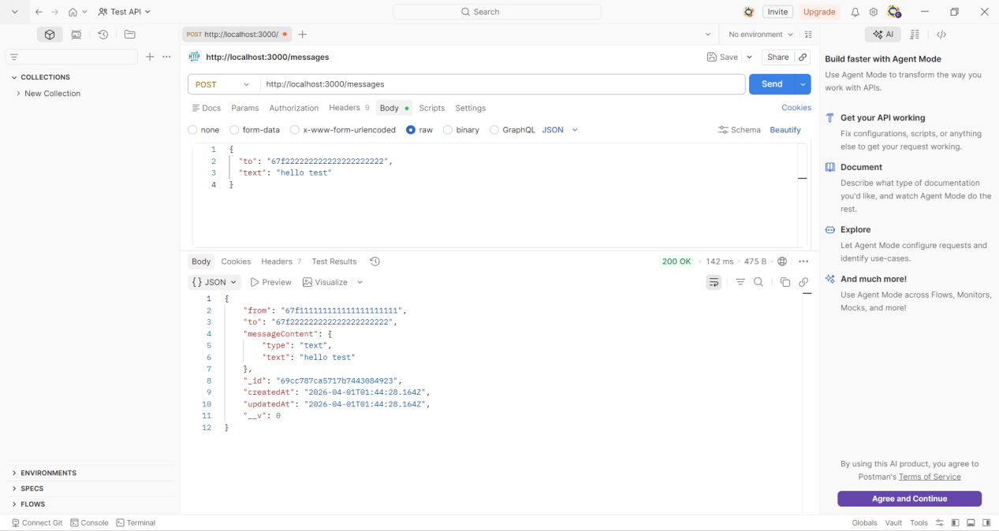 Test API
Search
Invite
Upgrade
POST http://localhost:3000/
No environment
AI
HTTP http://localhost:3000/messages
Save
Share
POST
http://localhost:3000/messages
Send
Docs Params Authorization Headers 9 Body Scripts Settings
Cookies
none form-data x-www-form-urlencoded raw binary GraphQL JSON
Schema Beautify
1 {
2 "to": "67f222222222222222222222",
3 "text": "hello test"
4 }
COLLECTIONS
New Collection
ENVIRONMENTS
SPECS
FLOWS
Body Cookies Headers 7 Test Results
200 OK • 142 ms • 475 B
{} JSON Preview Visualize
1 {
2 "from": "67f111111111111111111111",
3 "to": "67f222222222222222222222",
4 "messageContent": {
5 "type": "text",
6 "text": "hello test"
7 },
8 "_id": "69cc787ca5717b7443084923",
9 "createdAt": "2026-04-01T01:44:28.164Z",
10 "updatedAt": "2026-04-01T01:44:28.164Z",
11 "__v": 0
12 }
Build faster with Agent Mode
Use Agent Mode to transform the way you
work with APIs.
Get your API working
Fix configurations, scripts, or anything
else to get your request working.
Document
Describe what type of documentation
you'd like, and watch Agent Mode do the
rest.
Explore
Let Agent Mode configure requests and
identify use-cases.
And much more!
Use Agent Mode across Flows, Monitors,
Mocks, and more!
By using this AI product, you agree to
Postman's Terms of Service
Agree and Continue
Connect Git Console Terminal
Globals Vault Tools